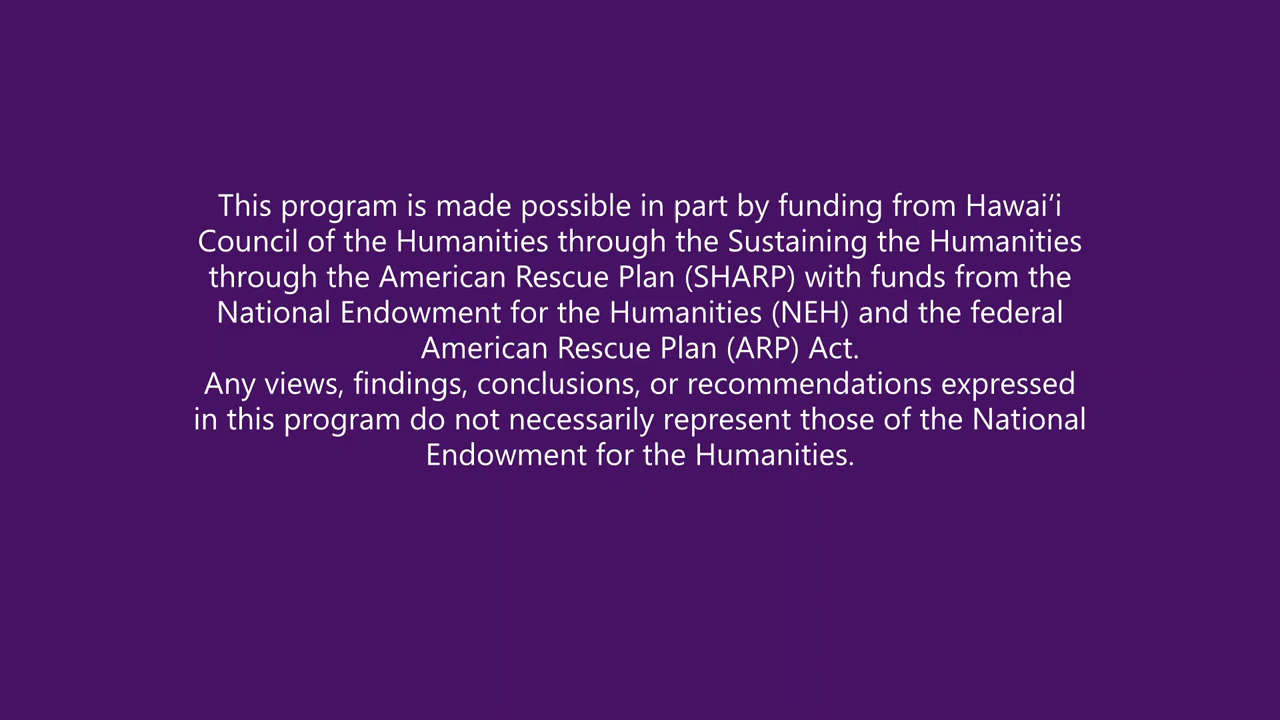 This program is made possible in part by funding from Hawai‘i
Council of the Humanities through the Sustaining the Humanities
through the American Rescue Plan (SHARP) with funds from the
National Endowment for the Humanities (NEH) and the federal
American Rescue Plan (ARP) Act.
Any views, findings, conclusions, or recommendations expressed
in this program do not necessarily represent those of the National
Endowment for the Humanities.